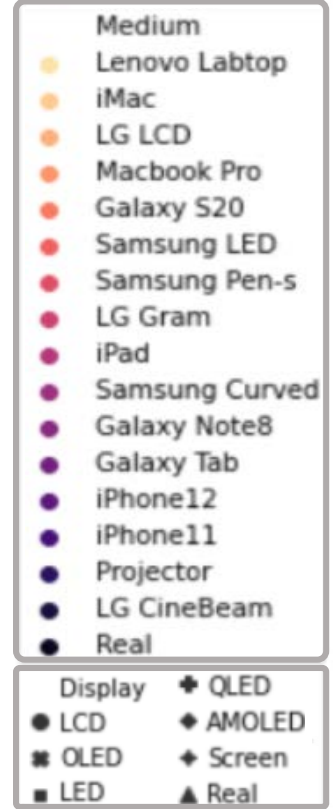 Medium
Lenovo Labtop
iMac
LG LCD
Macbook Pro
Galaxy S20
Samsung LED
Samsung Pen-s
LG Gram
iPad
Samsung Curved
Galaxy Note8
Galaxy Tab
iPhone12
iPhone11
Projector
LG CineBeam
Real
Display QLED
LCD AMOLED
OLED Screen
LED Real